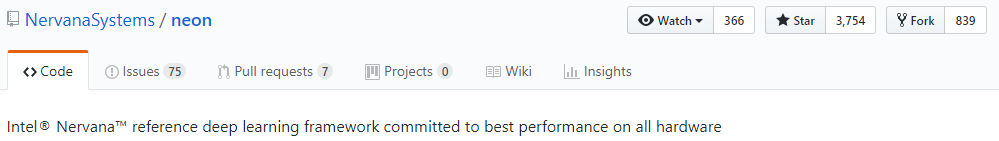 NervanaSystems / neon Watch 366 Star 3,754 Fork 839
Code Issues 75 Pull requests 7 Projects 0 Wiki Insights
Intel® Nervana™ reference deep learning framework committed to best performance on all hardware